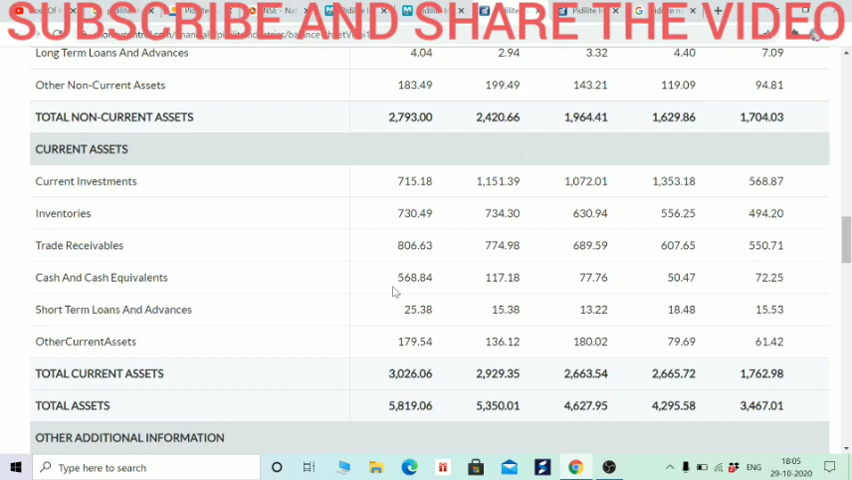 SUBSCRIBE AND SHARE THE VIDEO
Long Term Loans And Advances 4.04 2.94 3.32 4.40 7.09
Other Non-Current Assets 183.49 199.49 143.21 119.09 94.81
TOTAL NON-CURRENT ASSETS 2,793.00 2,420.66 1,964.41 1,629.86 1,704.03
CURRENT ASSETS
Current Investments 715.18 1,151.39 1,072.01 1,353.18 568.87
Inventories 730.49 734.30 630.94 556.25 494.20
Trade Receivables 806.63 774.98 689.59 607.65 550.71
Cash And Cash Equivalents 568.84 117.18 77.76 50.47 72.25
Short Term Loans And Advances 25.38 15.38 13.22 18.48 15.53
OtherCurrentAssets 179.54 136.12 180.02 79.69 61.42
TOTAL CURRENT ASSETS 3,026.06 2,929.35 2,663.54 2,665.72 1,762.98
TOTAL ASSETS 5,819.06 5,350.01 4,627.95 4,295.58 3,467.01
OTHER ADDITIONAL INFORMATION
Type here to search
ENG
18:05
29-10-2020